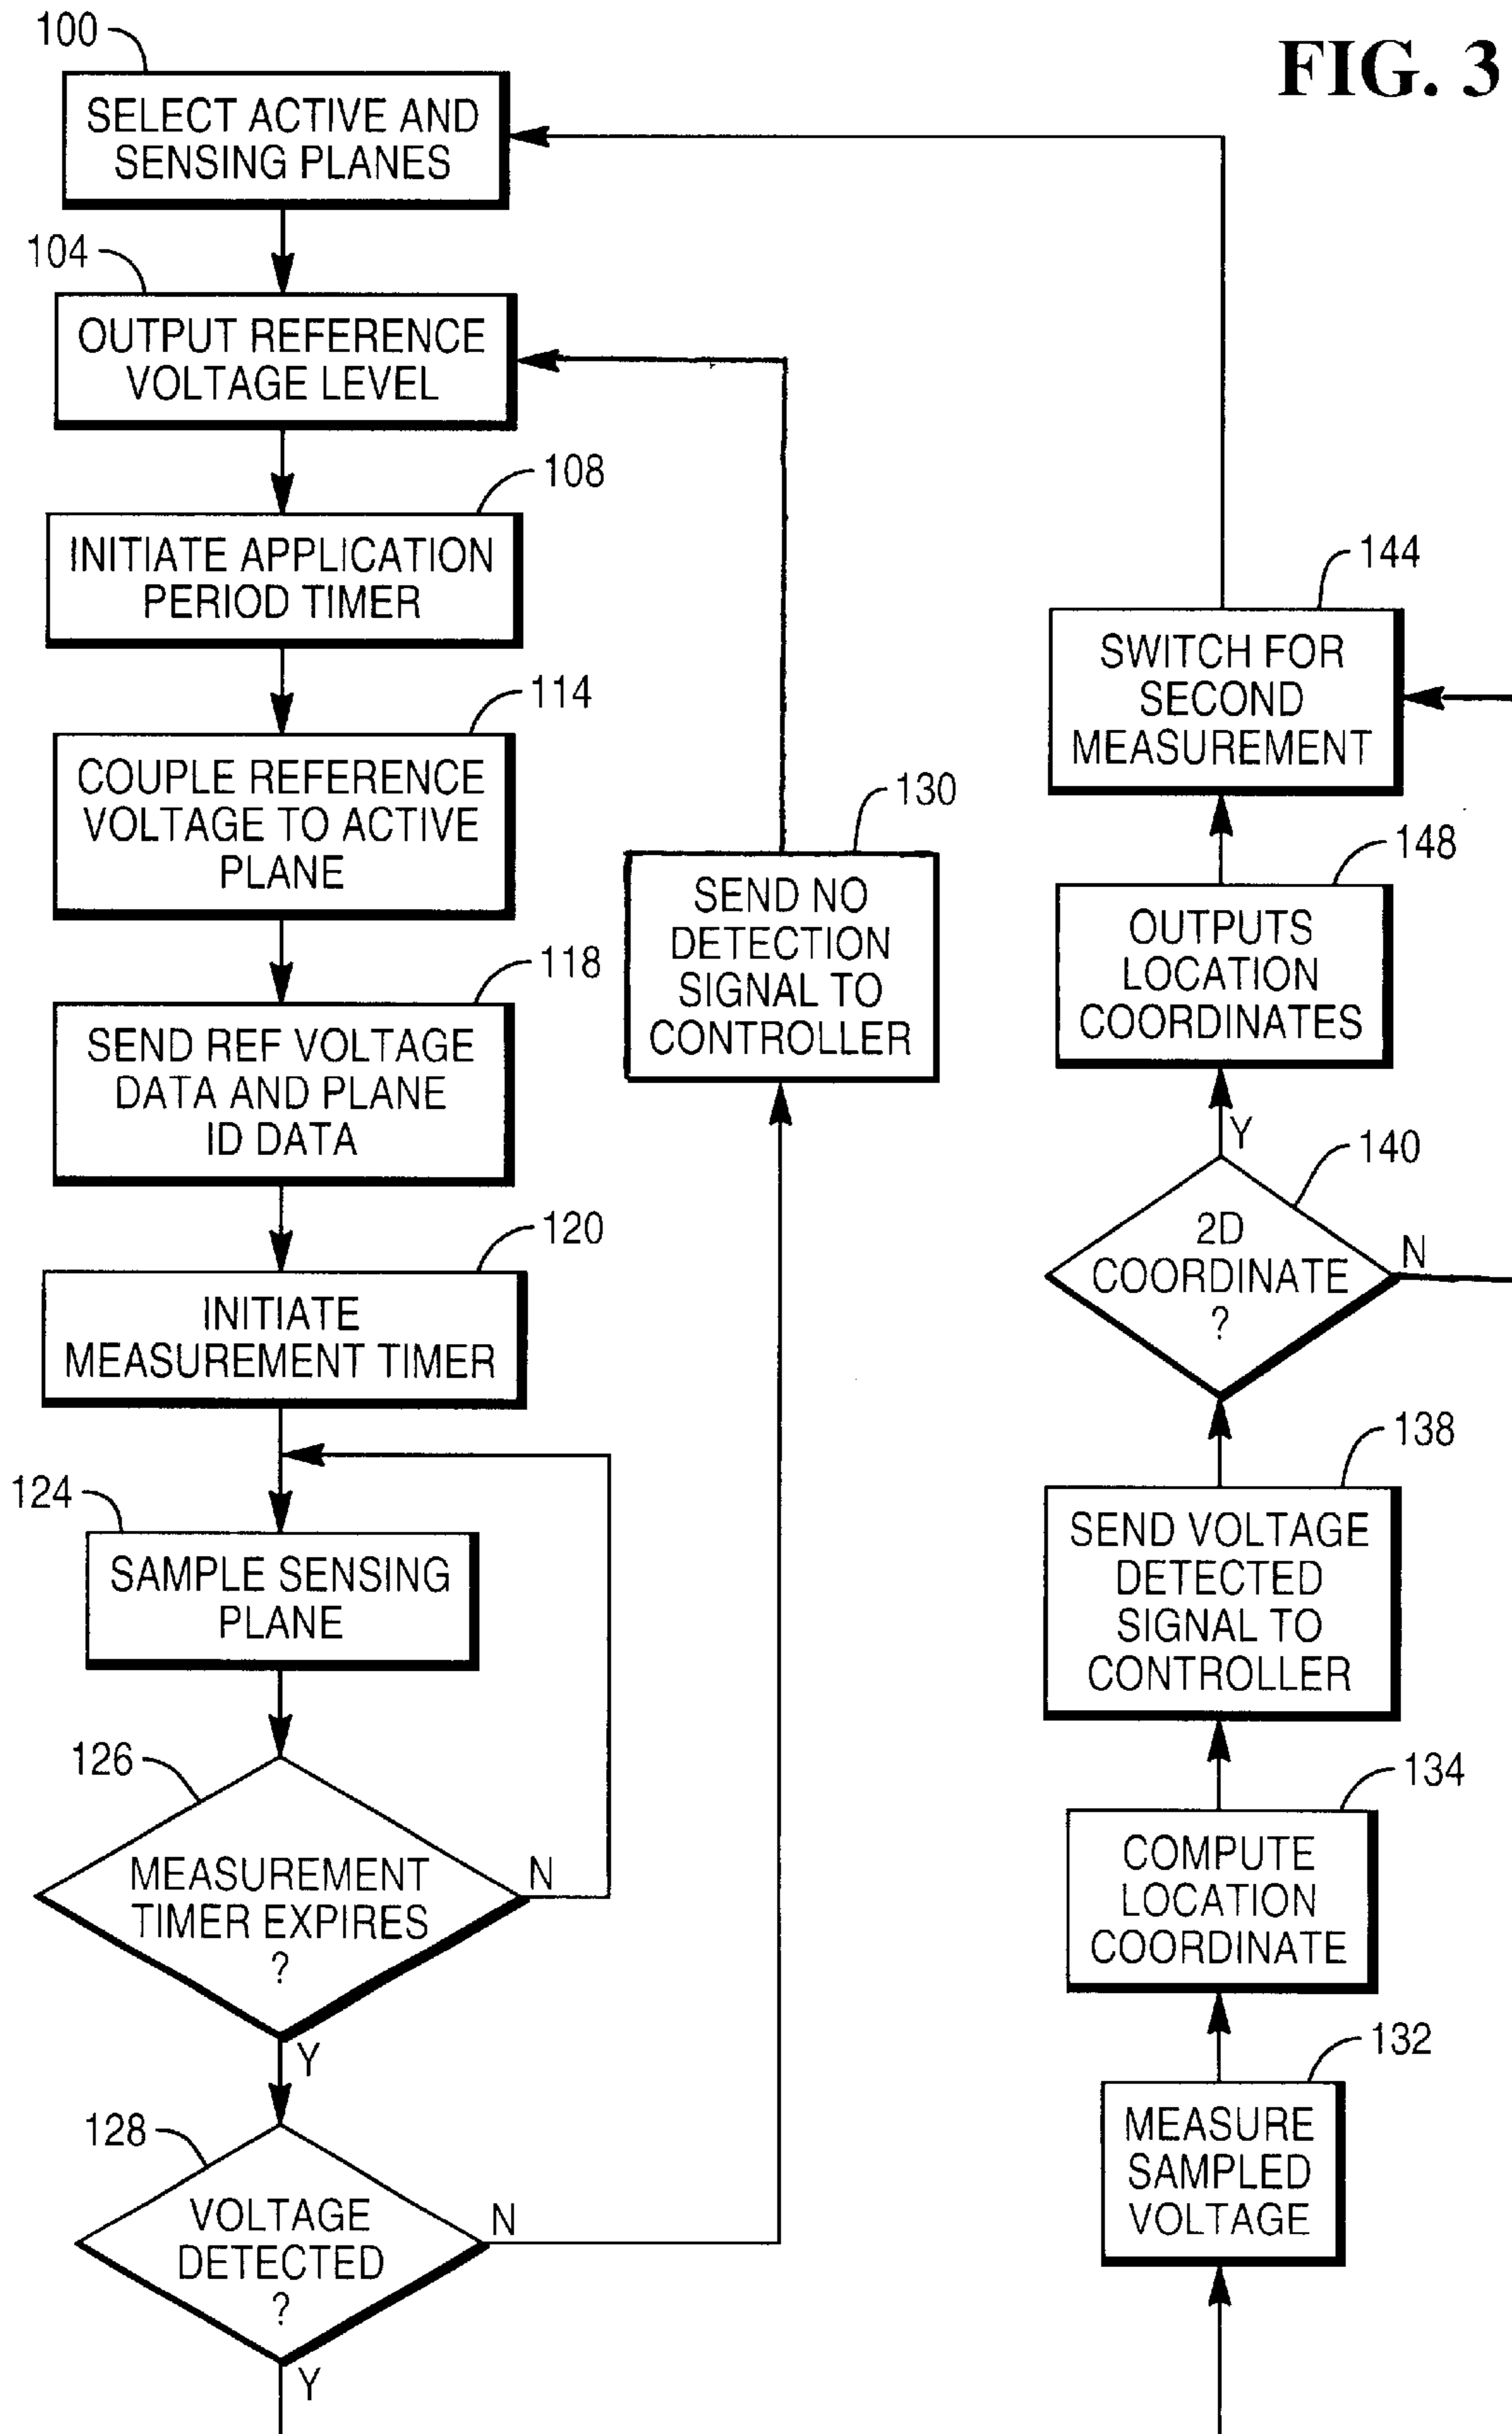 FIG. 3
100
SELECT ACTIVE AND
SENSING PLANES
104
OUTPUT REFERENCE
VOLTAGE LEVEL
108
INITIATE APPLICATION
PERIOD TIMER
114
COUPLE REFERENCE
VOLTAGE TO ACTIVE
PLANE
118
SEND REF VOLTAGE
DATA AND PLANE
ID DATA
120
INITIATE
MEASUREMENT TIMER
124
SAMPLE SENSING
PLANE
126
MEASUREMENT
TIMER EXPIRES
?
N
Y
128
VOLTAGE
DETECTED
?
N
Y
130
SEND NO
DETECTION
SIGNAL TO
CONTROLLER
144
SWITCH FOR
SECOND
MEASUREMENT
148
OUTPUTS
LOCATION
COORDINATES
Y
140
2D
COORDINATE
?
N
138
SEND VOLTAGE
DETECTED
SIGNAL TO
CONTROLLER
134
COMPUTE
LOCATION
COORDINATE
132
MEASURE
SAMPLED
VOLTAGE